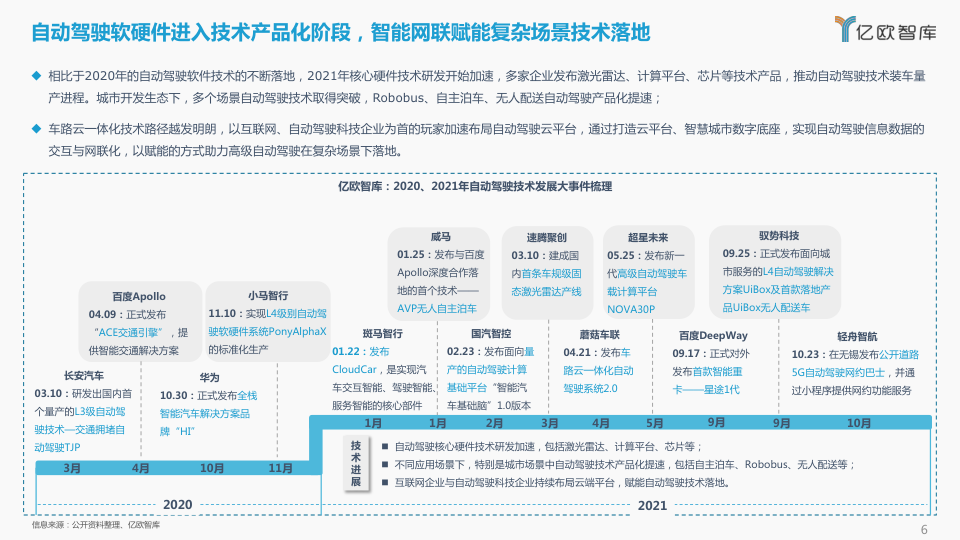 自动驾驶软硬件进入技术产品化阶段，智能网联赋能复杂场景技术落地
亿欧智库
◆ 相比于2020年的自动驾驶软件技术的不断落地，2021年核心硬件技术研发开始加速，多家企业发布激光雷达、计算平台、芯片等技术产品，推动自动驾驶技术装车量
产进程。城市开发生态下，多个场景自动驾驶技术取得突破，Robobus、自主泊车、无人配送自动驾驶产品化提速；
◆ 车路云一体化技术路径越发明朗，以互联网、自动驾驶科技企业为首的玩家加速布局自动驾驶云平台，通过打造云平台、智慧城市数字底座，实现自动驾驶信息数据的
交互与网联化，以赋能的方式助力高级自动驾驶在复杂场景下落地。
亿欧智库：2020、2021年自动驾驶技术发展大事件梳理
百度Apollo
04.09：正式发布
“ACE交通引擎”，提
供智能交通解决方案
小马智行
11.10：实现L4级别自动驾
驶软硬件系统PonyAlphaX
的标准化生产
长安汽车
03.10：研发出国内首
个量产的L3级自动驾
驶技术—交通拥堵自
动驾驶TJP
华为
10.30：正式发布全栈
智能汽车解决方案品
牌“HI”
威马
01.25：发布与百度
Apollo深度合作落
地的首个技术——
AVP无人自主泊车
速腾聚创
03.10：建成国
内首条车规级固
态激光雷达产线
超星未来
05.25：发布新一
代高级自动驾驶车
载计算平台
NOVA30P
驭势科技
09.25：正式发布面向城
市服务的L4自动驾驶解决
方案UiBox及首款落地产
品UiBox无人配送车
斑马智行
01.22：发布
CloudCar，是实现汽
车交互智能、驾驶智能、
服务智能的核心部件
国汽智控
02.23：发布面向量
产的自动驾驶计算
基础平台“智能汽
车基础脑”1.0版本
蘑菇车联
04.21：发布车
路云一体化自动
驾驶系统2.0
百度DeepWay
09.17：正式对外
发布首款智能重
卡——星途1代
轻舟智航
10.23：在无锡发布公开道路
5G自动驾驶网约巴士，并通
过小程序提供网约功能服务
1月 1月 3月 4月 5月 9月 9月 10月
3月 4月 10月 11月
技术进展
■ 自动驾驶核心硬件技术研发加速，包括激光雷达、计算平台、芯片等；
■ 不同应用场景下，特别是城市场景中自动驾驶技术产品化提速，包括自主泊车、Robobus、无人配送等；
■ 互联网企业与自动驾驶科技企业持续布局云端平台，赋能自动驾驶技术落地。
2020
2021
信息来源：公开资料整理、亿欧智库
6